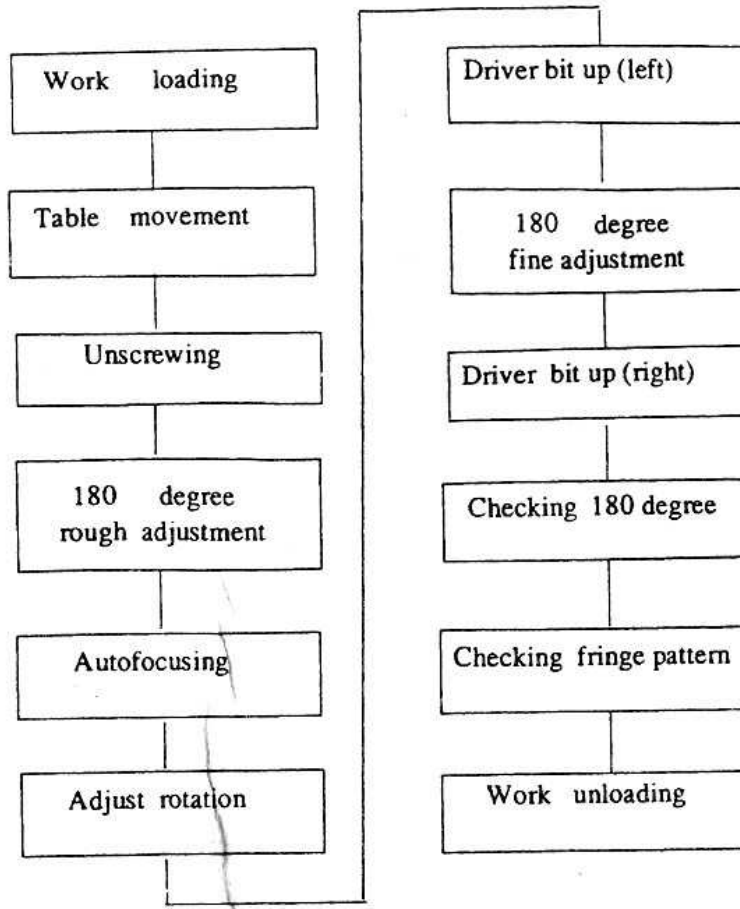 Work loading
Table movement
Unscrewing
180 degree
rough adjustment
Autofocusing
Adjust rotation
Driver bit up (left)
180 degree
fine adjustment
Driver bit up (right)
Checking 180 degree
Checking fringe pattern
Work unloading